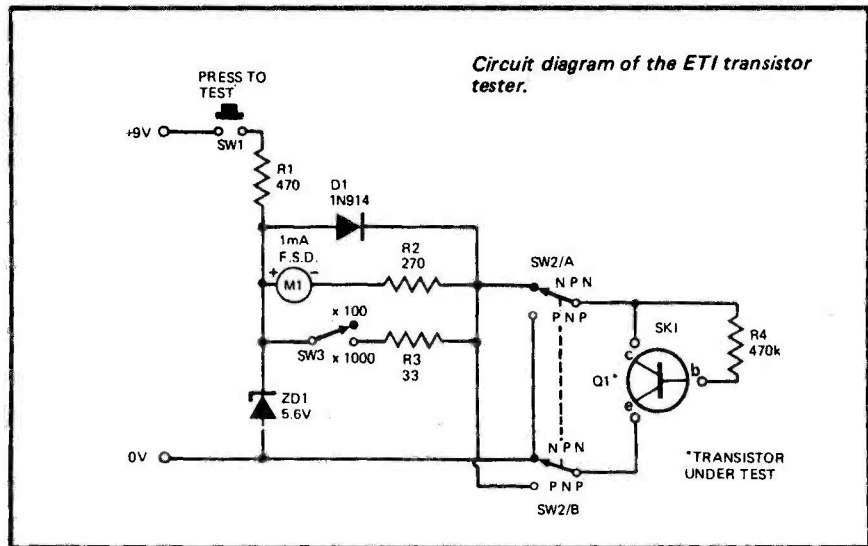 Circuit diagram of the ETI transistor
tester.
PRESS TO
TEST
+9V
SW1
R1
470
D1
1N914
1mA
F.S.D.
+
-
M1
R2
270
SW2/A
NPN
PNP
x 100
SW3
x 1000
R3
33
SK1
c
Q1*
b
e
R4
470k
ZD1
5.6V
0V
NPN
PNP
SW2/B
*TRANSISTOR
UNDER TEST